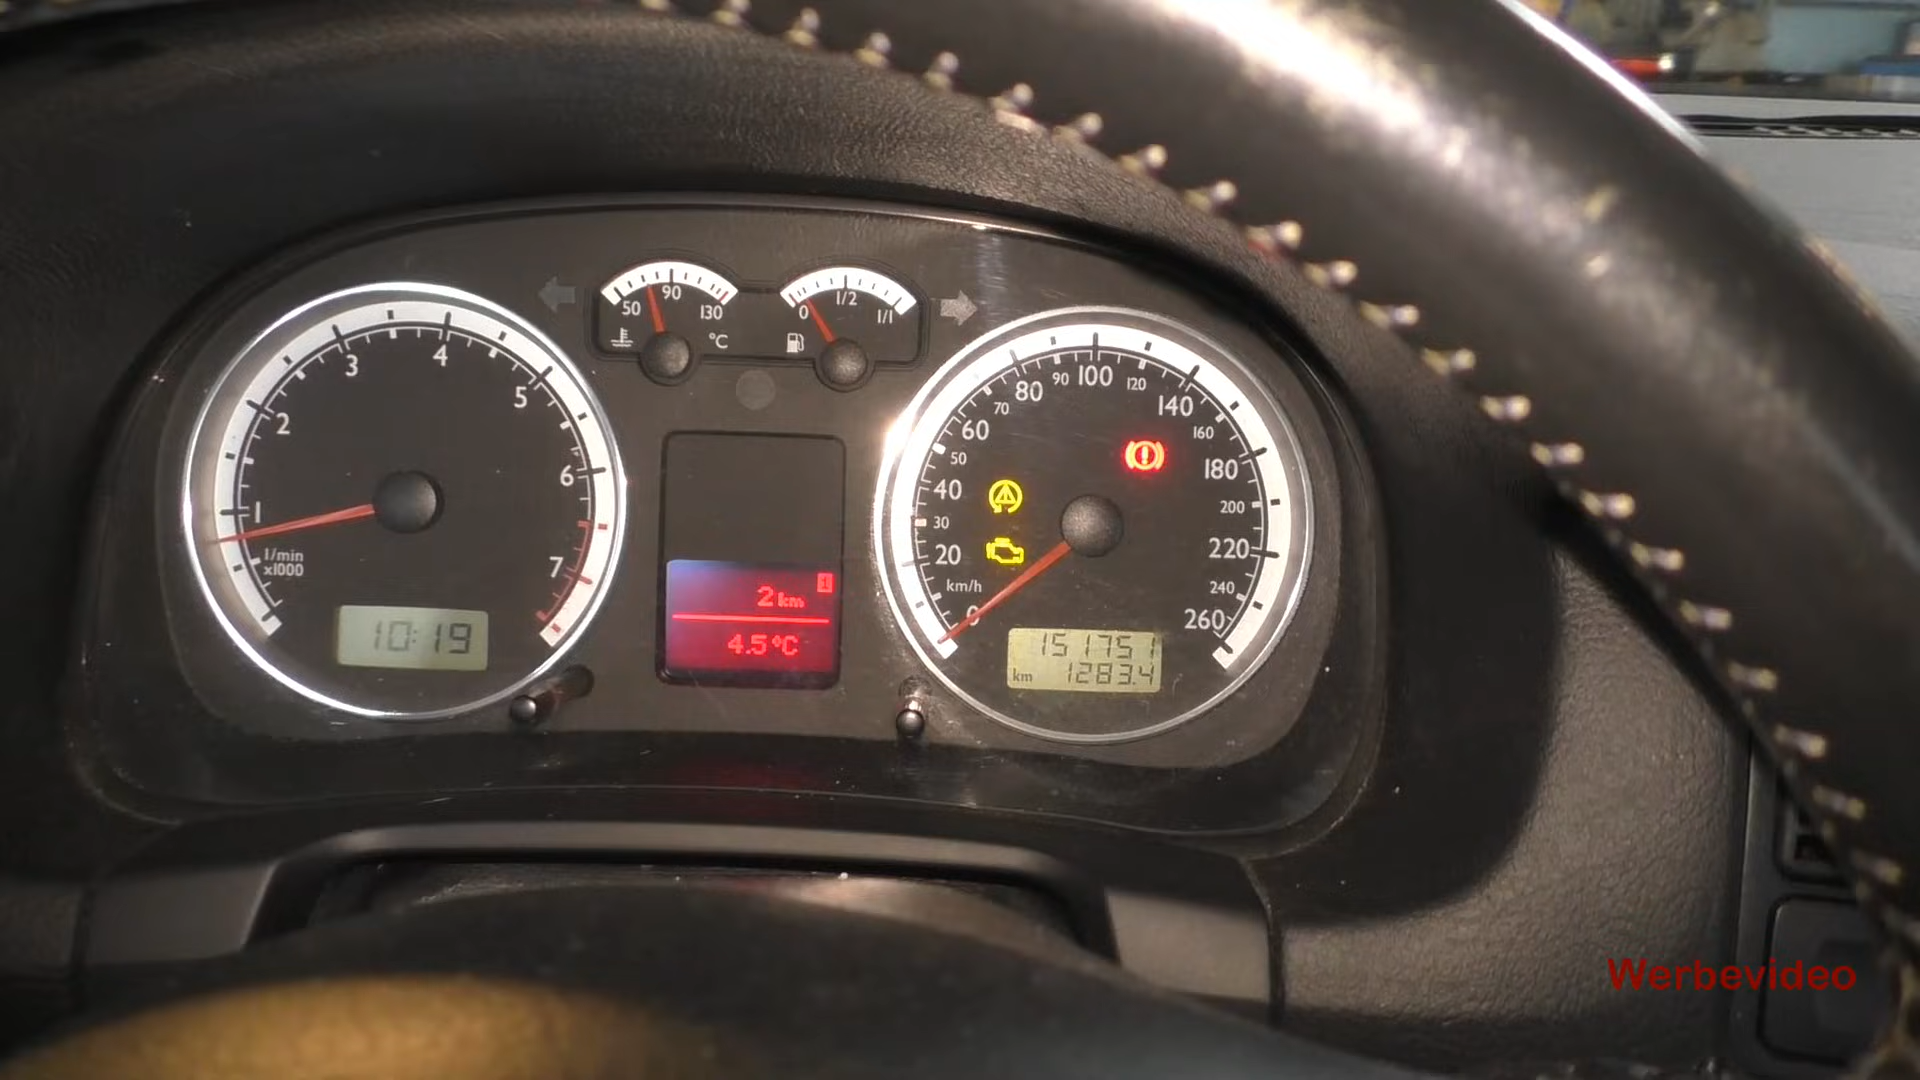 50 90 130
°C
0 1/2 1/1
1 2 3 4 5 6 7
1/min
x1000
10:19
2 km
4.5°C
0 20 30 40 50 60 70 80 90 100 120 140 160 180 200 220 240 260
km/h
151751
km 1283.4
Werbevideo